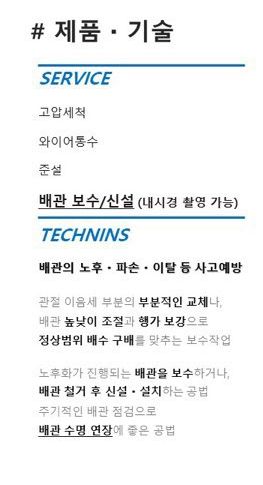 # 제품 · 기술
SERVICE
고압세척
와이어통수
준설
배관 보수/신설 (내시경 촬영 가능)
TECHNINS
배관의 노후 · 파손 · 이탈 등 사고예방
관절 이음세 부분의 부분적인 교체나,
배관 높낮이 조절과 행가 보강으로
정상범위 배수 구배를 맞추는 보수작업
노후화가 진행되는 배관을 보수하거나,
배관 철거 후 신설 · 설치하는 공법
주기적인 배관 점검으로
배관 수명 연장에 좋은 공법